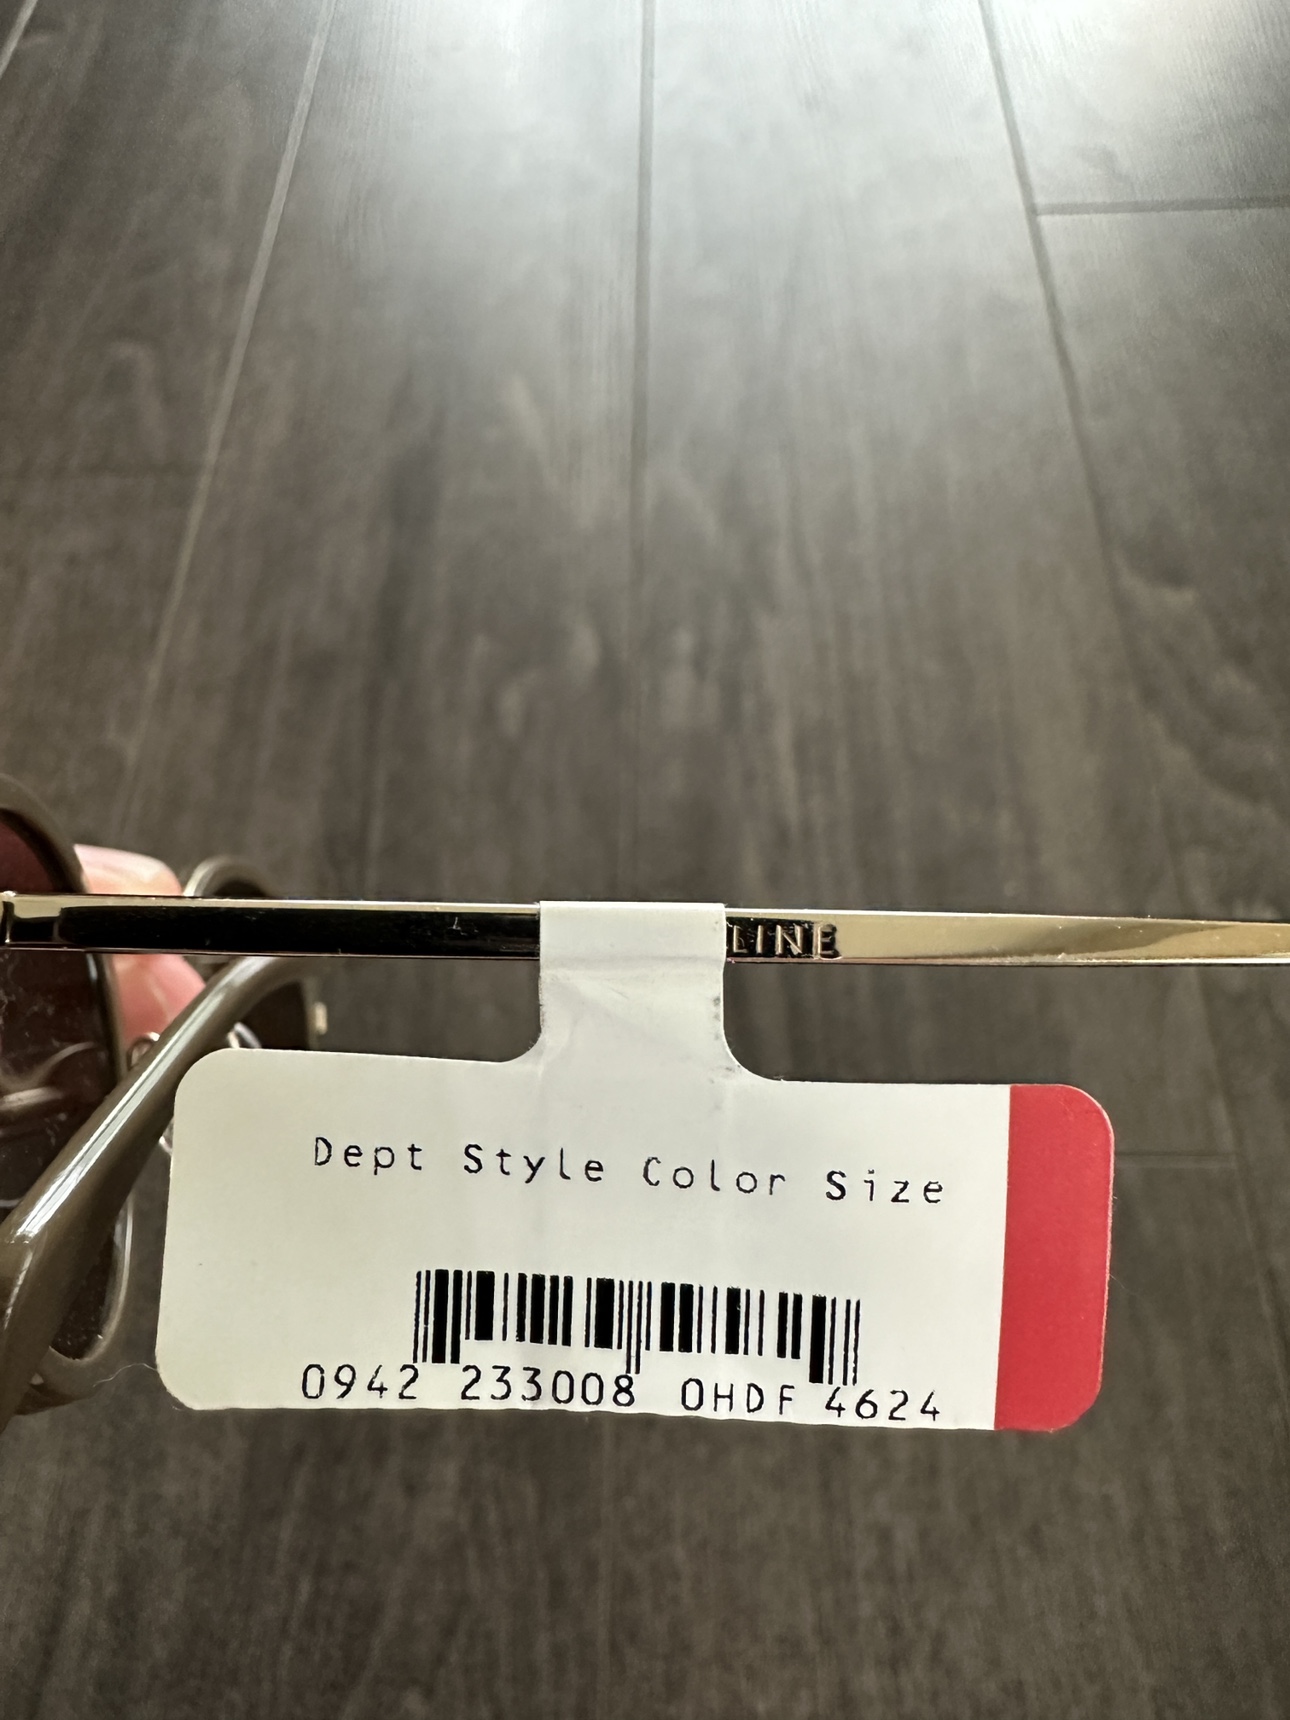 LINE
Dept Style Color Size
0942 233008 0HDF 4624